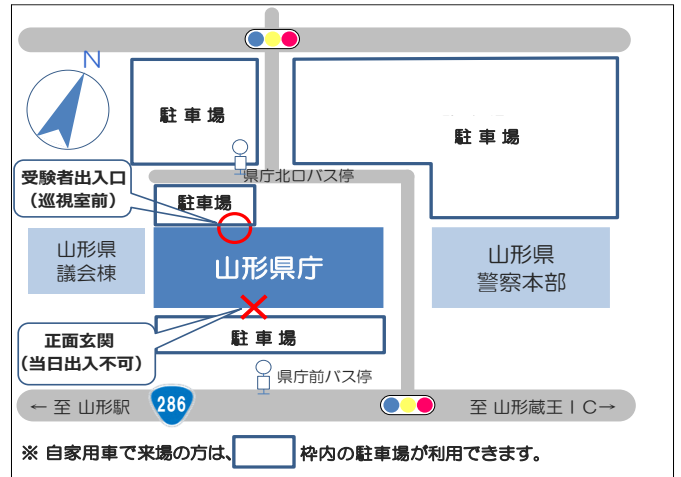 N
駐車場
駐車場
県庁北口バス停
受験者出入口
（巡視室前）
駐車場
山形県
議会棟
山形県庁
山形県
警察本部
正面玄関
（当日出入不可）
駐車場
県庁前バス停
← 至 山形駅
286
至 山形蔵王ＩＣ→
※ 自家用車で来場の方は、 枠内の駐車場が利用できます。